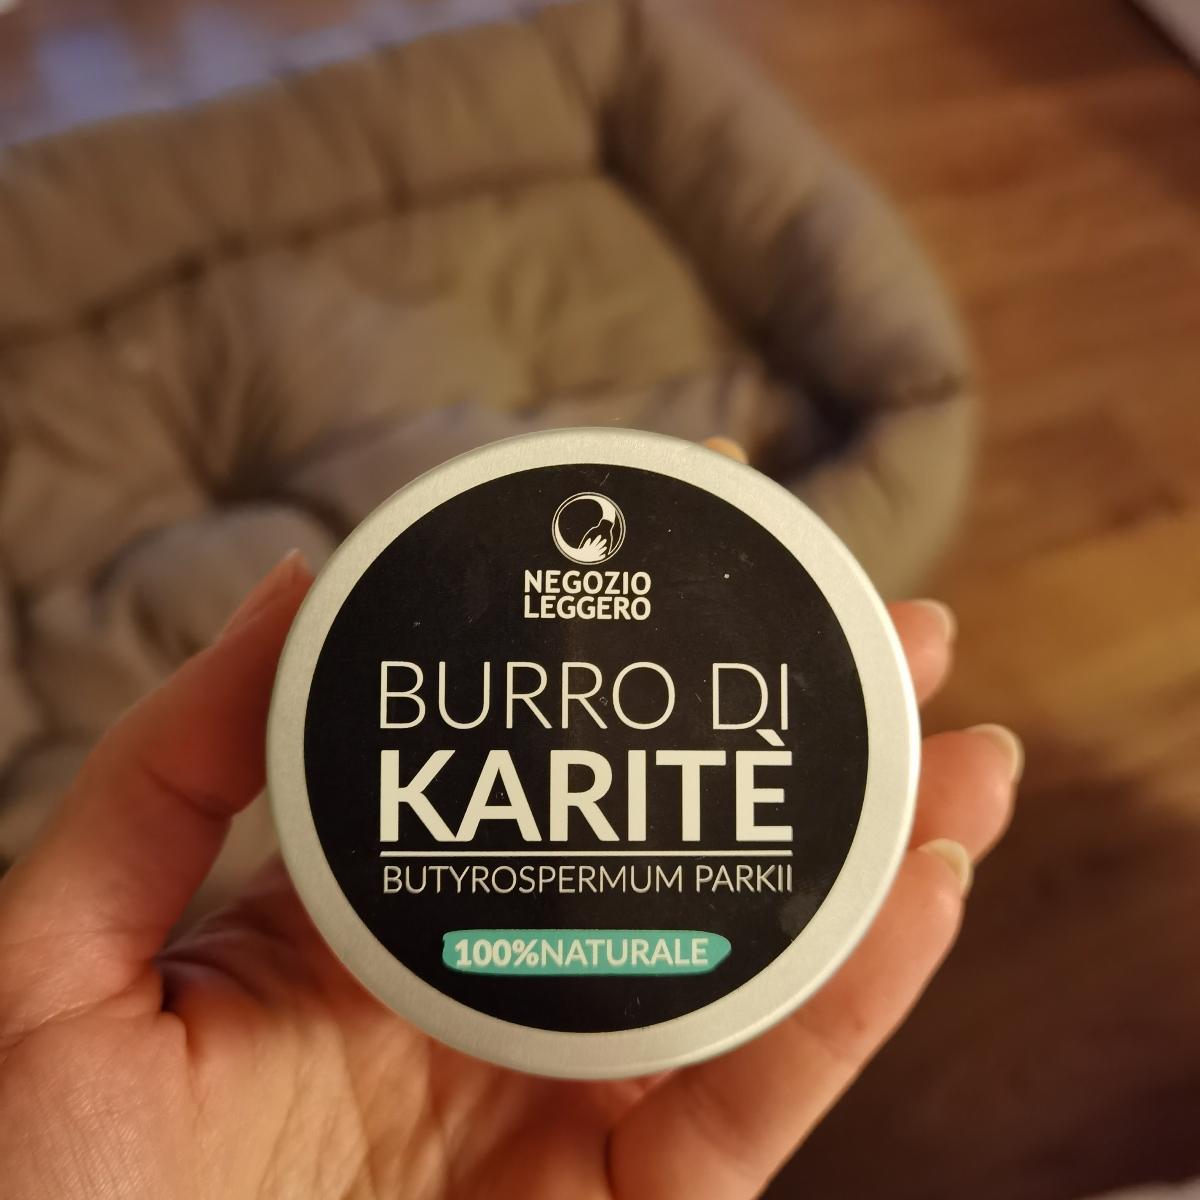 NEGOZIO
LEGGERO
BURRO DI
KARITÈ
BUTYROSPERMUM PARKII
100%NATURALE